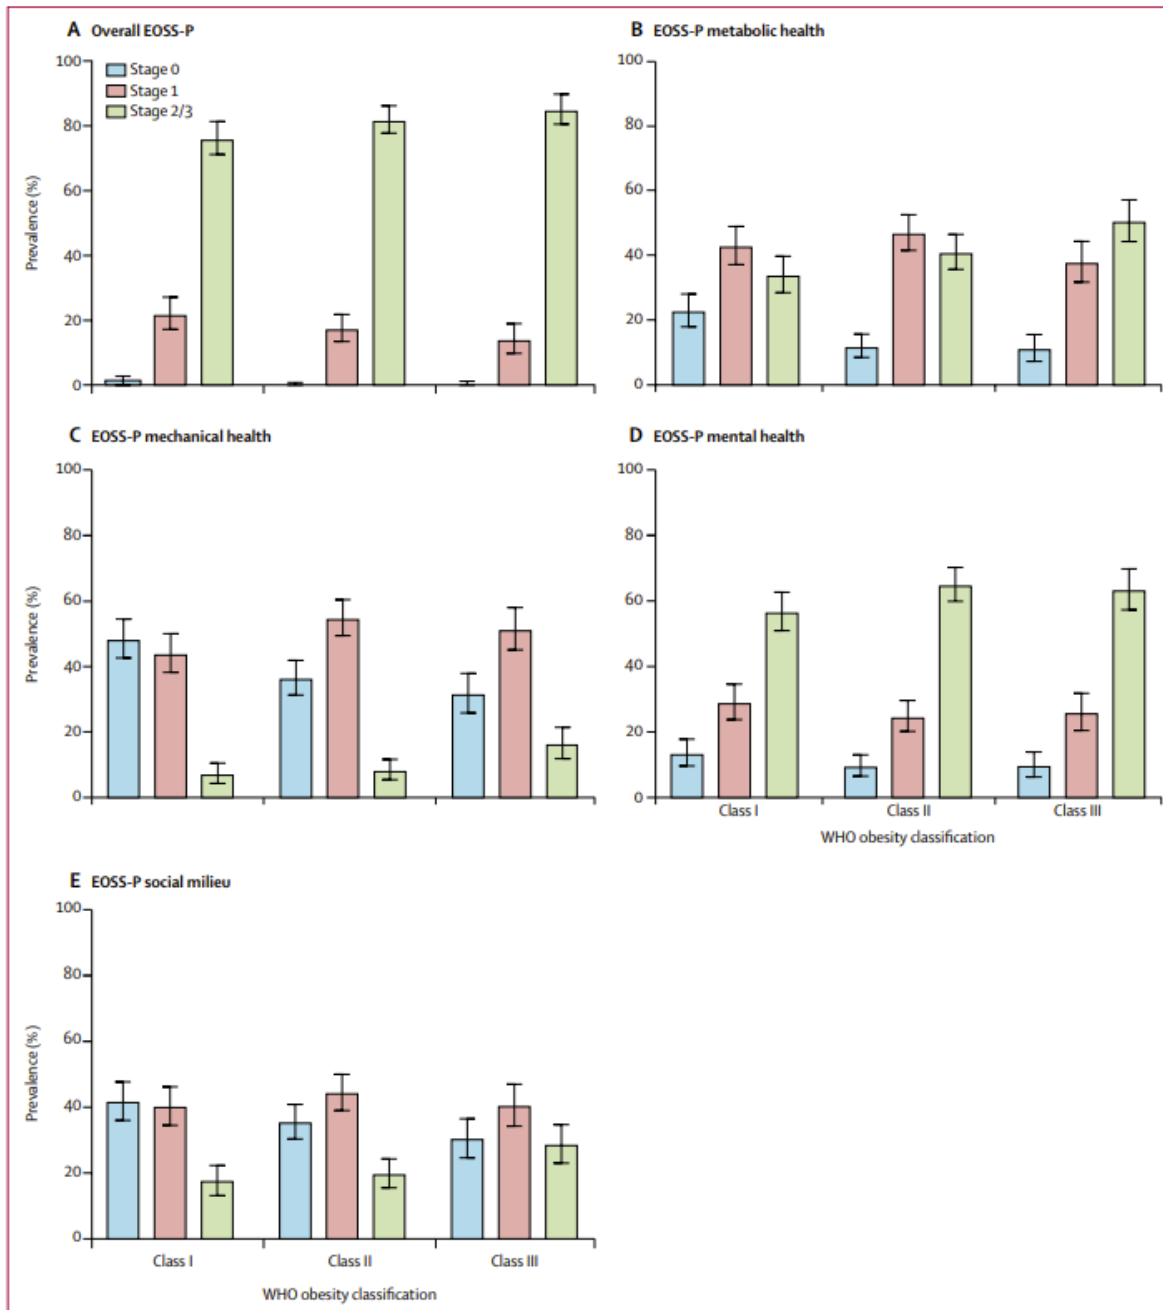 A Overall EOSS-P
B EOSS-P metabolic health
Stage 0
Stage 1
Stage 2/3
100
80
60
40
20
0
Prevalence (%)
100
80
60
40
20
0
C EOSS-P mechanical health
D EOSS-P mental health
100
80
60
40
20
0
Prevalence (%)
100
80
60
40
20
0
Class I Class II Class III
WHO obesity classification
E EOSS-P social milieu
100
80
60
40
20
0
Prevalence (%)
Class I Class II Class III
WHO obesity classification